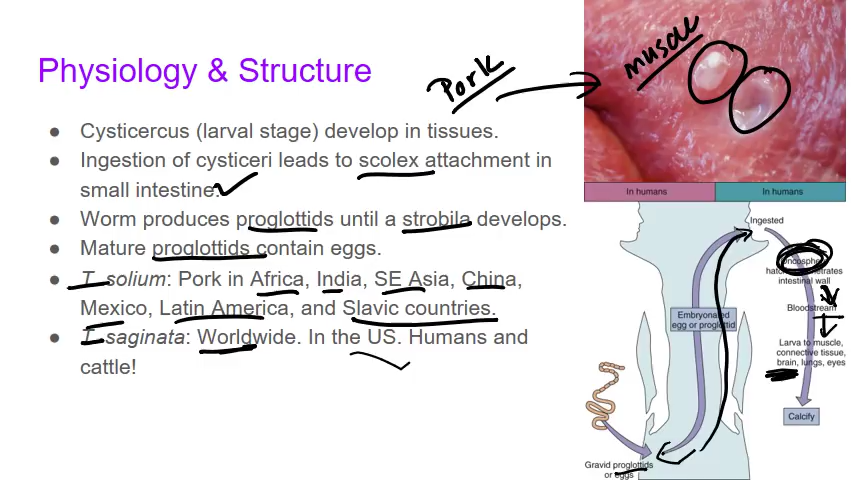 Physiology & Structure
Pork
muscle
● Cysticercus (larval stage) develop in tissues.
● Ingestion of cysticeri leads to scolex attachment in
small intestine.
● Worm produces proglottids until a strobila develops.
● Mature proglottids contain eggs.
● T. solium: Pork in Africa, India, SE Asia, China,
Mexico, Latin America, and Slavic countries.
● T. saginata: Worldwide. In the US. Humans and
cattle!
In humans
In humans
Ingested
Oncosphere
penetrates
intestinal wall
Bloodstream
Larva to muscle,
connective tissue,
brain, lungs, eyes
Calcify
Embryonated
egg or proglottid
Gravid proglottids
or eggs